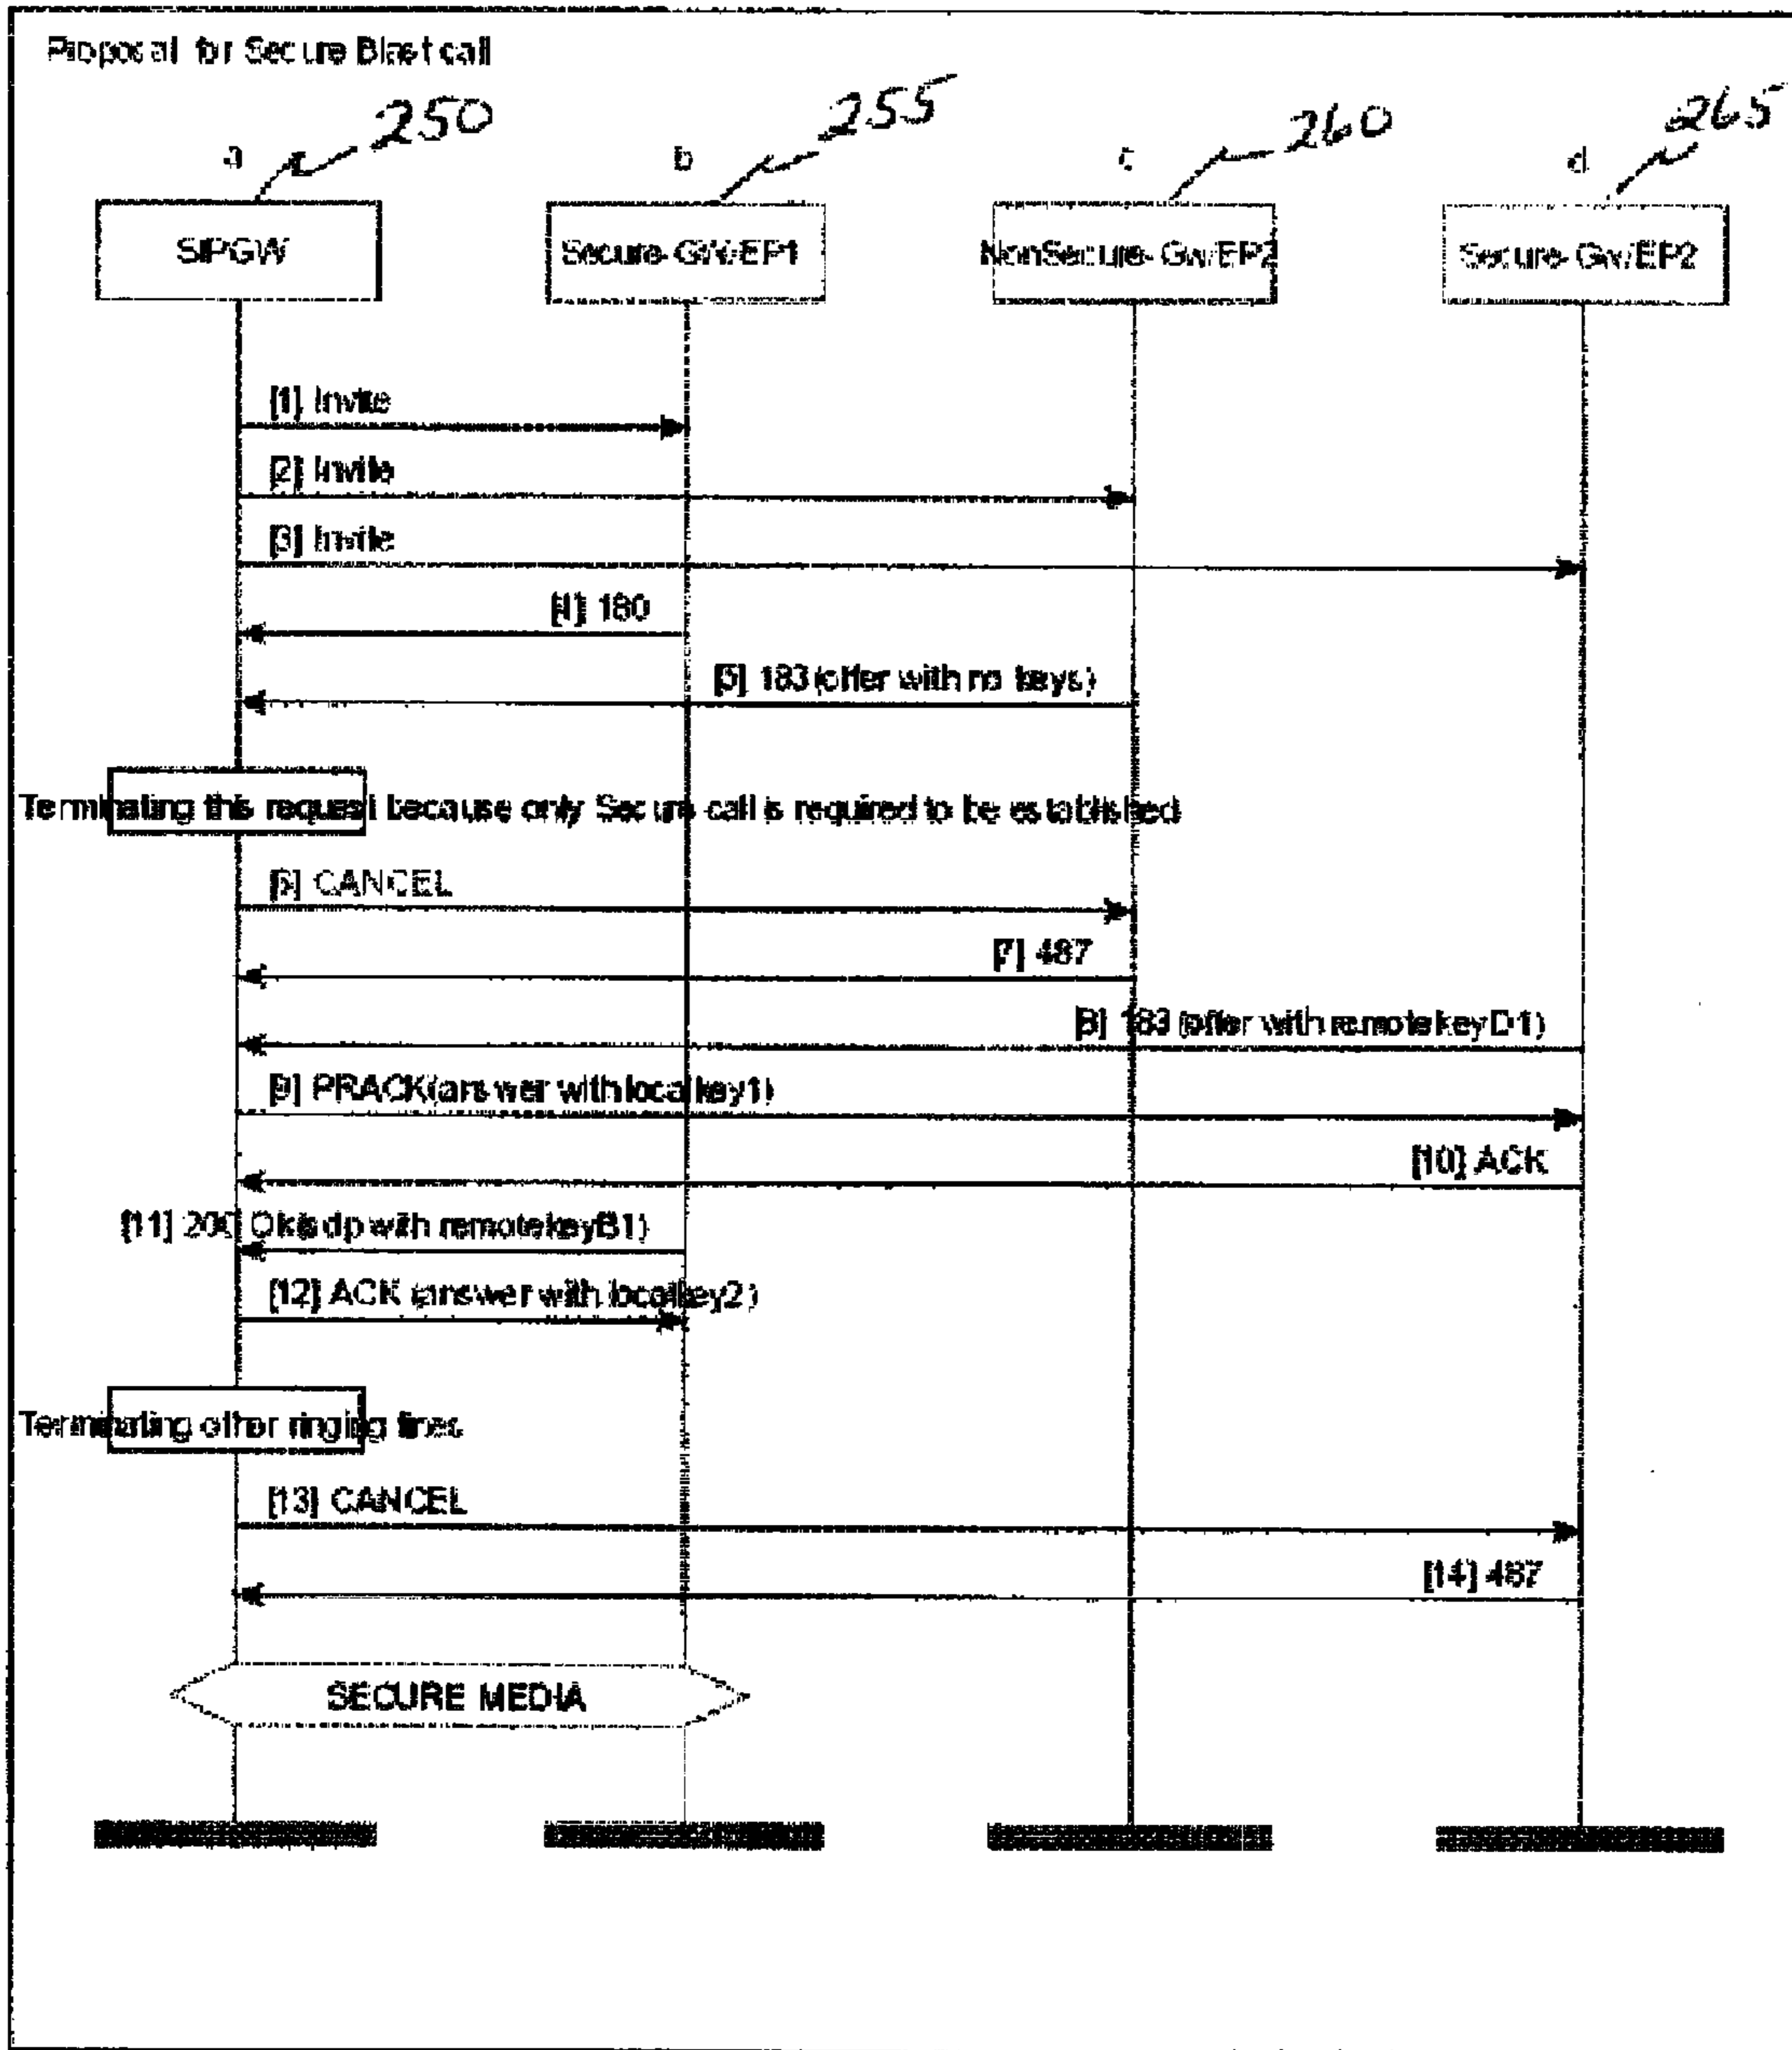 Proposal for Secure Blast call
250
255
260
265
a
b
c
d
SIPGW
Secure-GW/EP1
NonSecure-Gw/EP2
Secure-Gw/EP2
[1] Invite
[2] Invite
[3] Invite
[4] 180
[5] 183 (offer with no keys)
Terminating this request because only Secure call is required to be established
[6] CANCEL
[7] 487
[8] 183 (offer with remotekeyD1)
[9] PRACK(answer with localkey1)
[10] ACK
[11] 200 Ok(sdp with remotekeyB1)
[12] ACK (answer with localkey2)
Terminating other ringing lines
[13] CANCEL
[14] 487
SECURE MEDIA